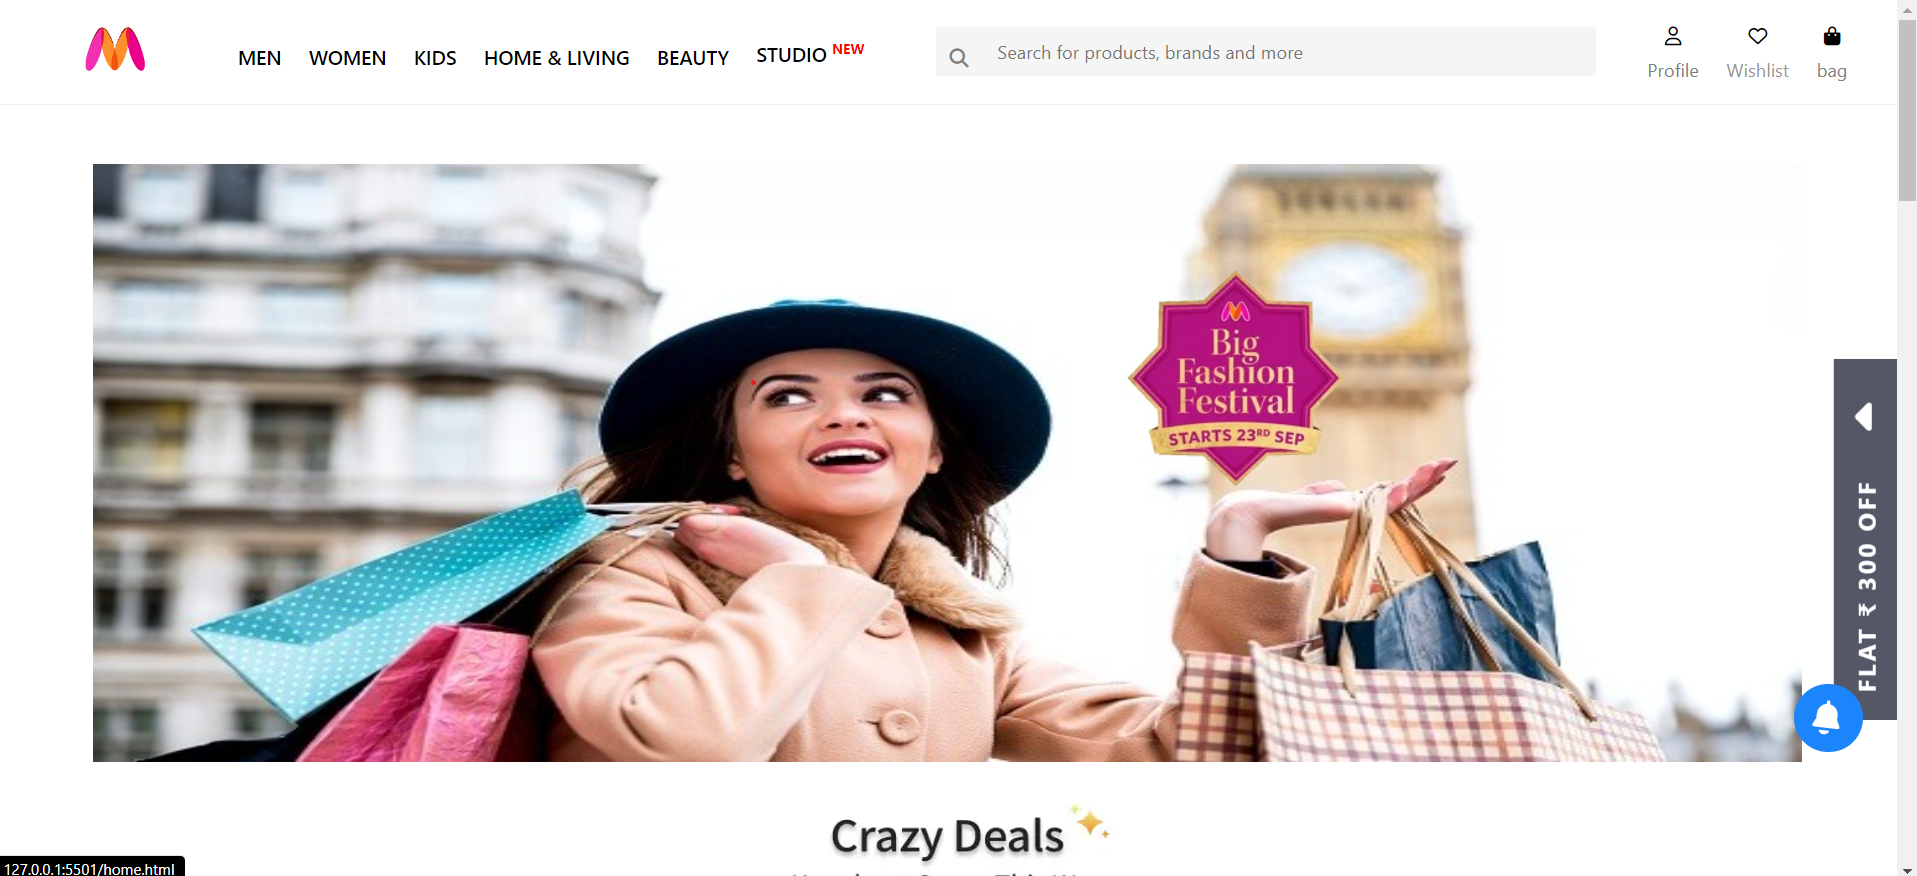 MEN WOMEN KIDS HOME & LIVING BEAUTY STUDIO NEW
Search for products, brands and more
Profile Wishlist bag
Big
Fashion
Festival
STARTS 23RD SEP
FLAT ₹ 300 OFF
Crazy Deals
127.0.0.1:5501/home.html